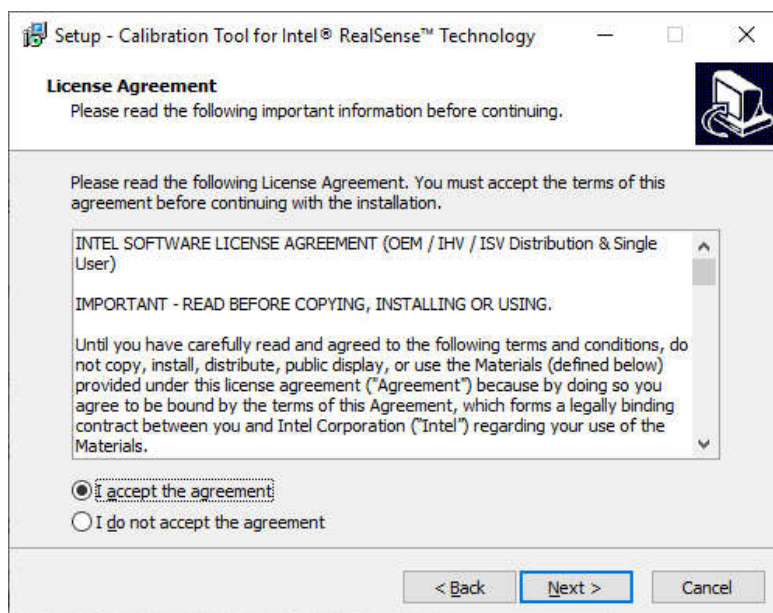 Setup - Calibration Tool for Intel® RealSense™ Technology
License Agreement
Please read the following important information before continuing.
Please read the following License Agreement. You must accept the terms of this
agreement before continuing with the installation.
INTEL SOFTWARE LICENSE AGREEMENT (OEM / IHV / ISV Distribution & Single
User)
IMPORTANT - READ BEFORE COPYING, INSTALLING OR USING.
Until you have carefully read and agreed to the following terms and conditions, do
not copy, install, distribute, public display, or use the Materials (defined below)
provided under this license agreement ("Agreement") because by doing so you
agree to be bound by the terms of this Agreement, which forms a legally binding
contract between you and Intel Corporation ("Intel") regarding your use of the
Materials.
I accept the agreement
I do not accept the agreement
< Back Next > Cancel